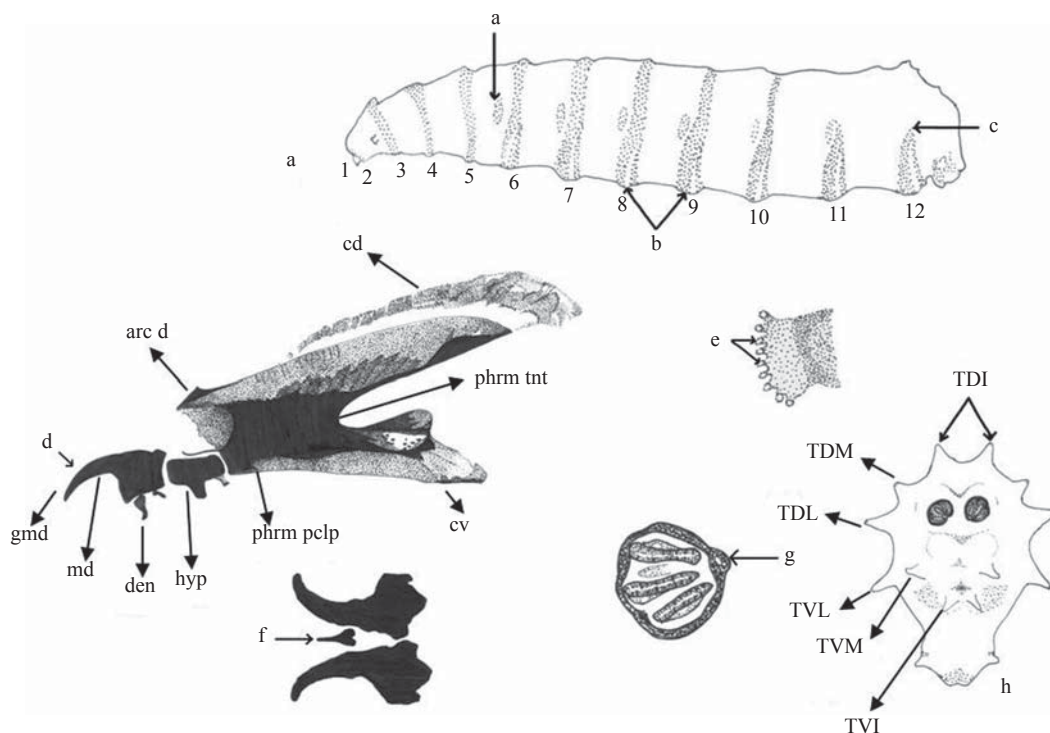 a
c
a
1
2
3
4
5
6
7
8
9
10
11
12
b
cd
arc d
e
phrm tnt
TDI
d
TDM
TDL
gmd
md
den
hyp
phrm pclp
cv
g
TVL
TVM
f
h
TVI